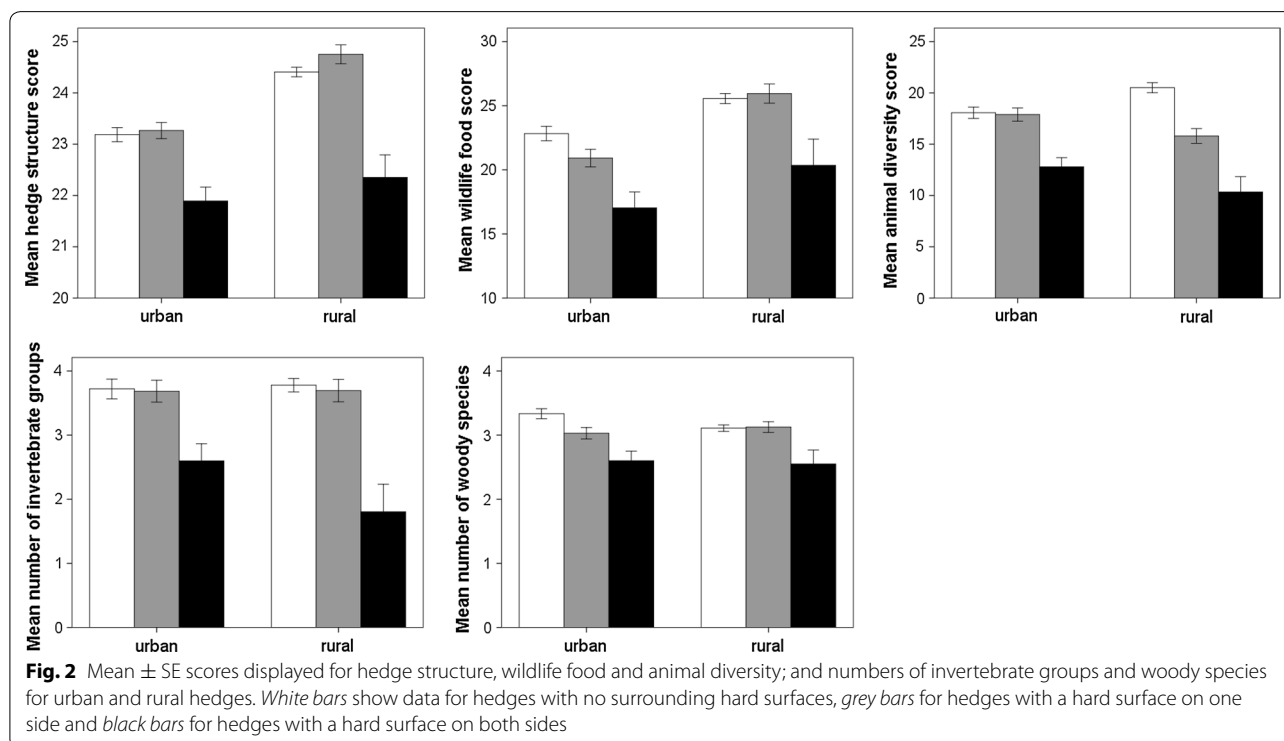 Mean hedge structure score
25
24
23
22
21
20
urban
rural
Mean wildlife food score
30
25
20
15
10
urban
rural
Mean animal diversity score
25
20
15
10
5
0
urban
rural
Mean number of invertebrate groups
4
3
2
1
0
urban
rural
Mean number of woody species
4
3
2
1
0
urban
rural
Fig. 2 Mean ± SE scores displayed for hedge structure, wildlife food and animal diversity; and numbers of invertebrate groups and woody species
for urban and rural hedges. White bars show data for hedges with no surrounding hard surfaces, grey bars for hedges with a hard surface on one
side and black bars for hedges with a hard surface on both sides